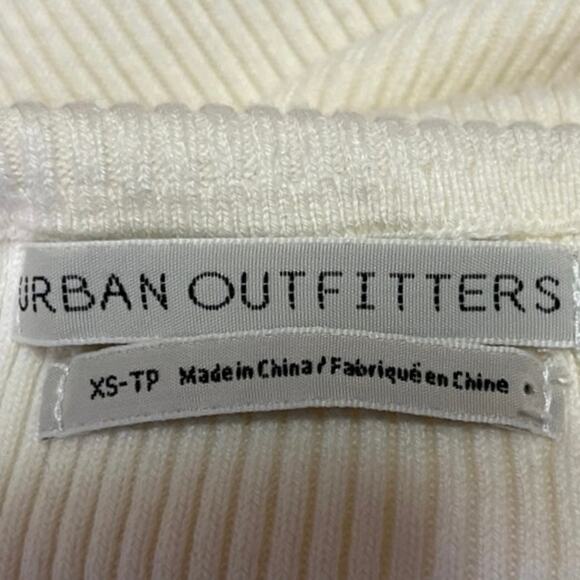 URBAN OUTFITTERS
XS-TP Made in China / Fabriqué en Chine